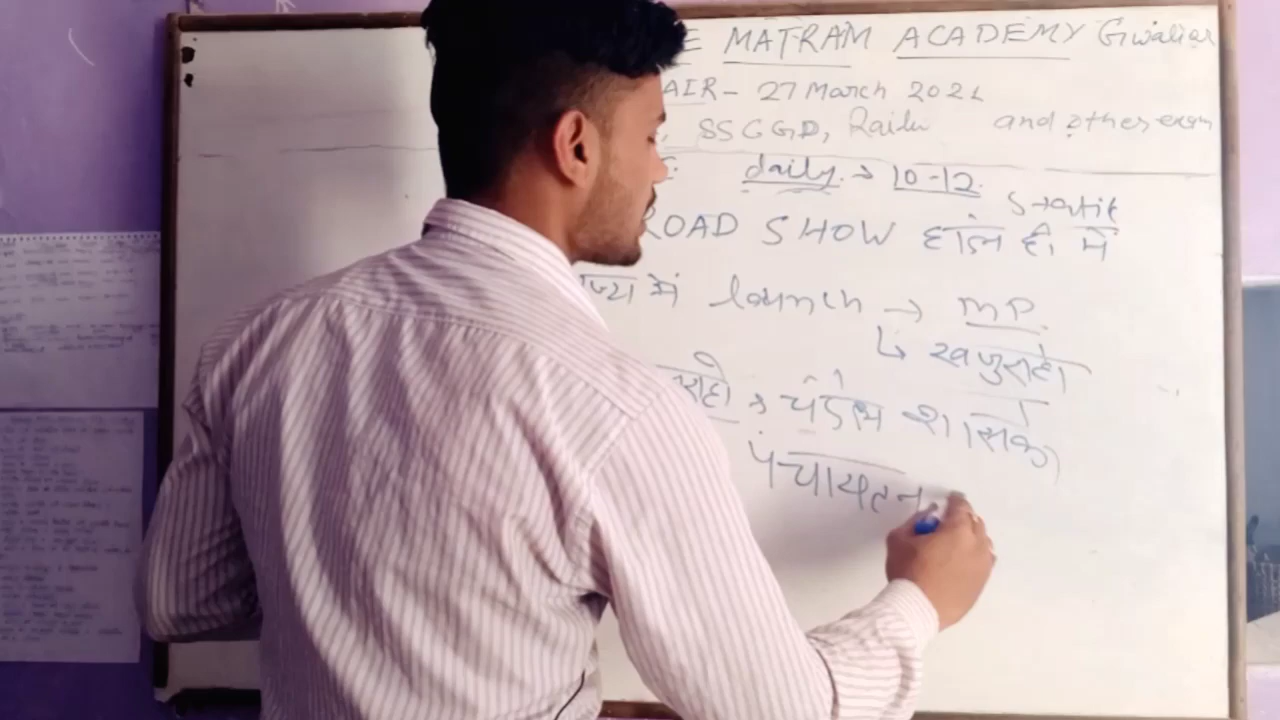 E MATRAM ACADEMY Gwalior
AIR - 27 March 2021
SSC GD, and other exam
daily → 10-12
Static
ROAD SHOW हाल ही में
ज्य में launch → MP.
↳ खजुराहो
राहो → चंदेल शासको
पंचायतन